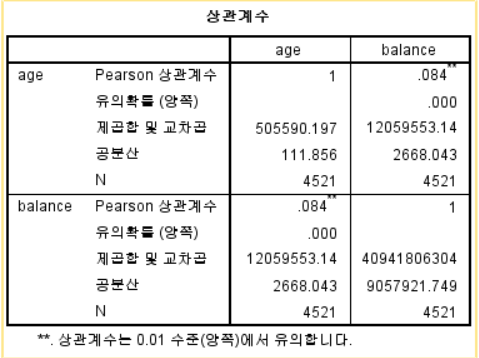 상관계수
age balance
age Pearson 상관계수 1 .084**
유의확률 (양쪽) .000
제곱합 및 교차곱 505590.197 12059553.14
공분산 111.856 2668.043
N 4521 4521
balance Pearson 상관계수 .084** 1
유의확률 (양쪽) .000
제곱합 및 교차곱 12059553.14 40941806304
공분산 2668.043 9057921.749
N 4521 4521
**. 상관계수는 0.01 수준(양쪽)에서 유의합니다.